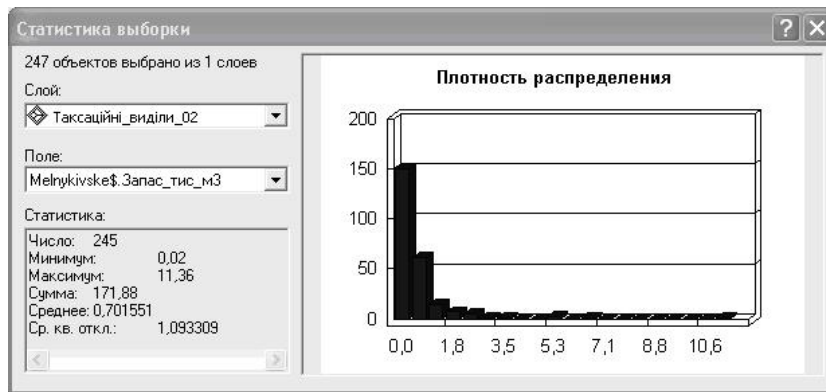 Статистика выборки
247 объектов выбрано из 1 слоев
Слой:
Таксаційні_виділи_02
Поле:
Melnykivske$.Запас_тис_м3
Статистика:
Число: 245
Минимум: 0,02
Максимум: 11,36
Сумма: 171,88
Среднее: 0,701551
Ср. кв. откл.: 1,093309
Плотность распределения
200
150
100
50
0
0,0 1,8 3,5 5,3 7,1 8,8 10,6